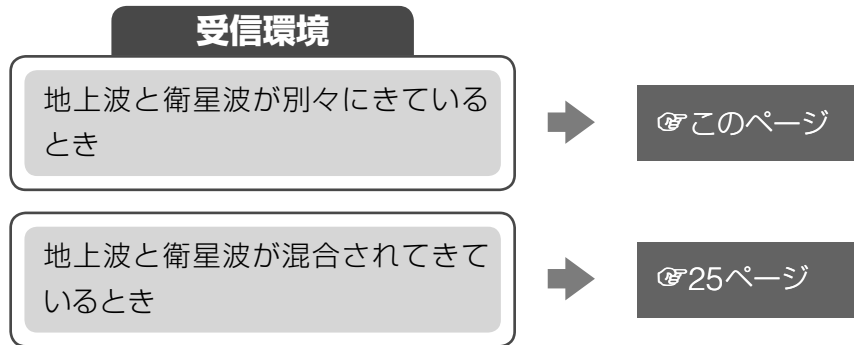 受信環境
地上波と衛星波が別々にきている
とき
☞このページ
地上波と衛星波が混合されてきて
いるとき
☞25ページ